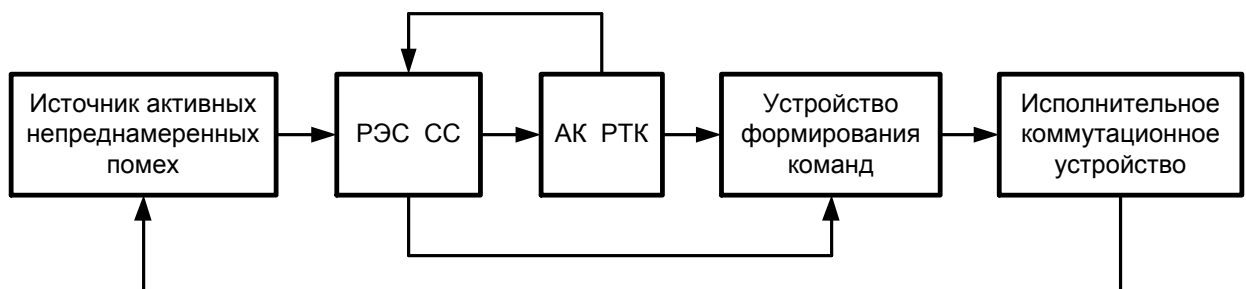 Источник активных
непреднамеренных
помех
РЭС СС
АК РТК
Устройство
формирования
команд
Исполнительное
коммутационное
устройство